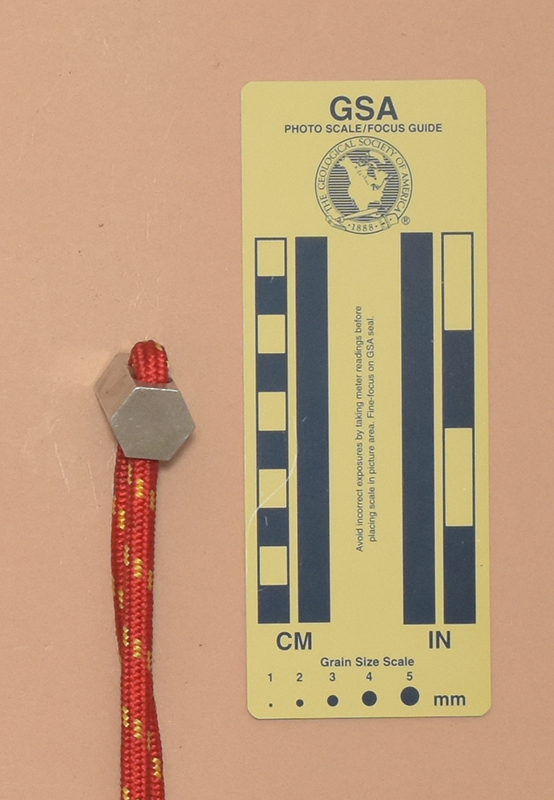 GSA
PHOTO SCALE/FOCUS GUIDE
THE GEOLOGICAL SOCIETY OF AMERICA
·1888·
®
Avoid incorrect exposures by taking meter readings before
placing scale in picture area. Fine-focus on GSA seal.
CM
IN
Grain Size Scale
1 2 3 4 5
mm